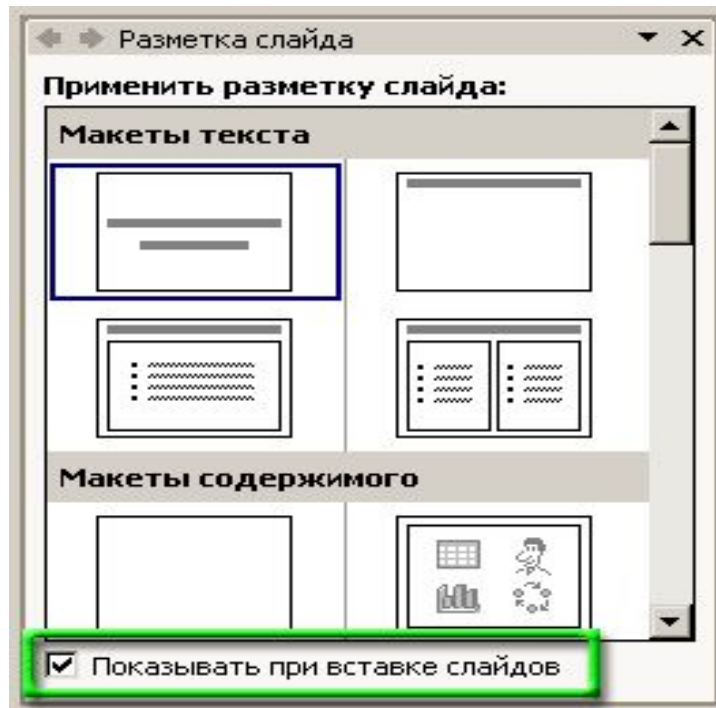 Разметка слайда
Применить разметку слайда:
Макеты текста
Макеты содержимого
Показывать при вставке слайдов